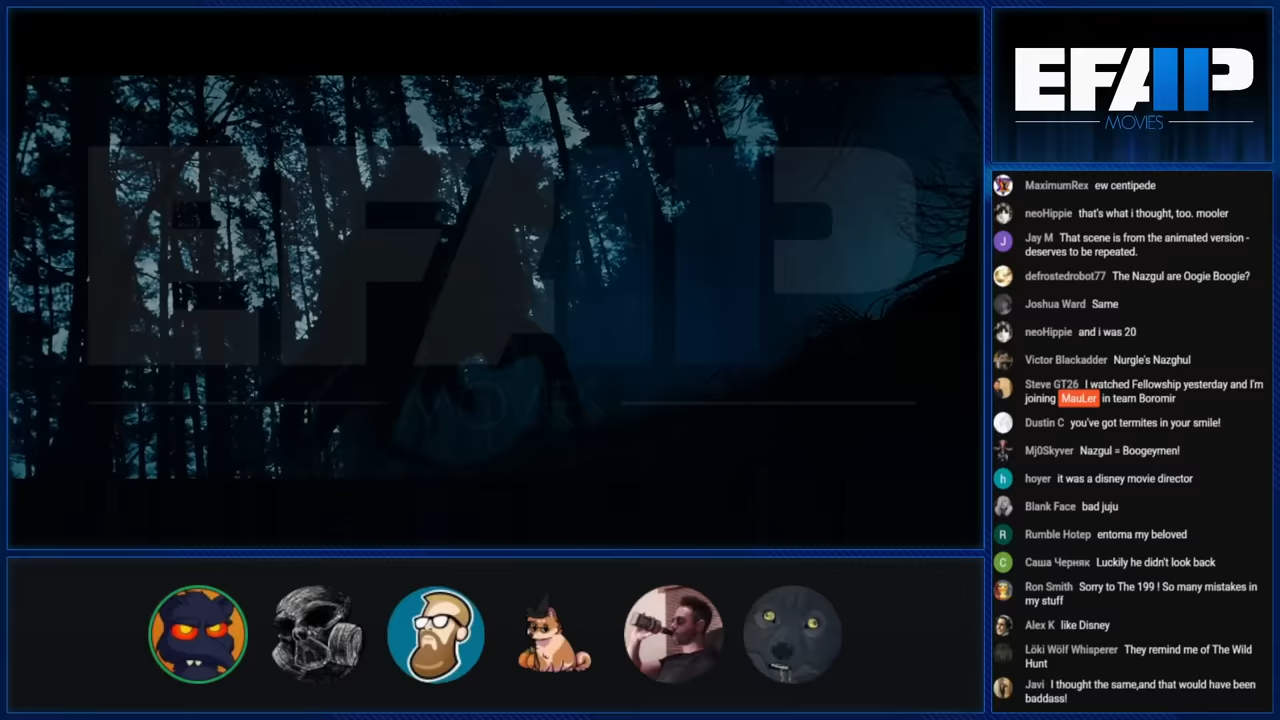 EFAP
MOVIES
EFAP
MOVIES
MaximumRex ew centipede
neoHippie that's what i thought, too. mooler
Jay M That scene is from the animated version -
deserves to be repeated.
defrostedrobot77 The Nazgul are Oogie Boogie?
Joshua Ward Same
neoHippie and i was 20
Victor Blackadder Nurgle's Nazghul
Steve GT26 I watched Fellowship yesterday and I'm
joining MauLer in team Boromir
Dustin C you've got termites in your smile!
Mj0Skyver Nazgul = Boogeymen!
h
hoyer it was a disney movie director
Blank Face bad juju
R
Rumble Hotep entoma my beloved
C
Саша Черняк Luckily he didn't look back
Ron Smith Sorry to The 199 ! So many mistakes in
my stuff
Alex K like Disney
Lōki Wölf Whisperer They remind me of The Wild
Hunt
Javi I thought the same,and that would have been
baddass!